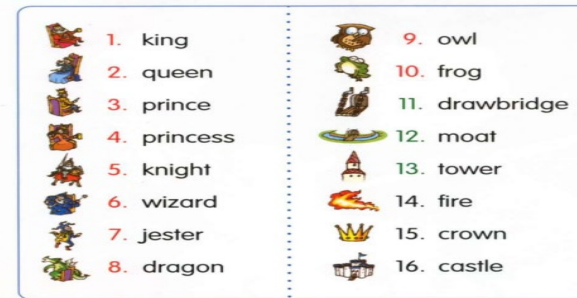 1. king
2. queen
3. prince
4. princess
5. knight
6. wizard
7. jester
8. dragon
9. owl
10. frog
11. drawbridge
12. moat
13. tower
14. fire
15. crown
16. castle